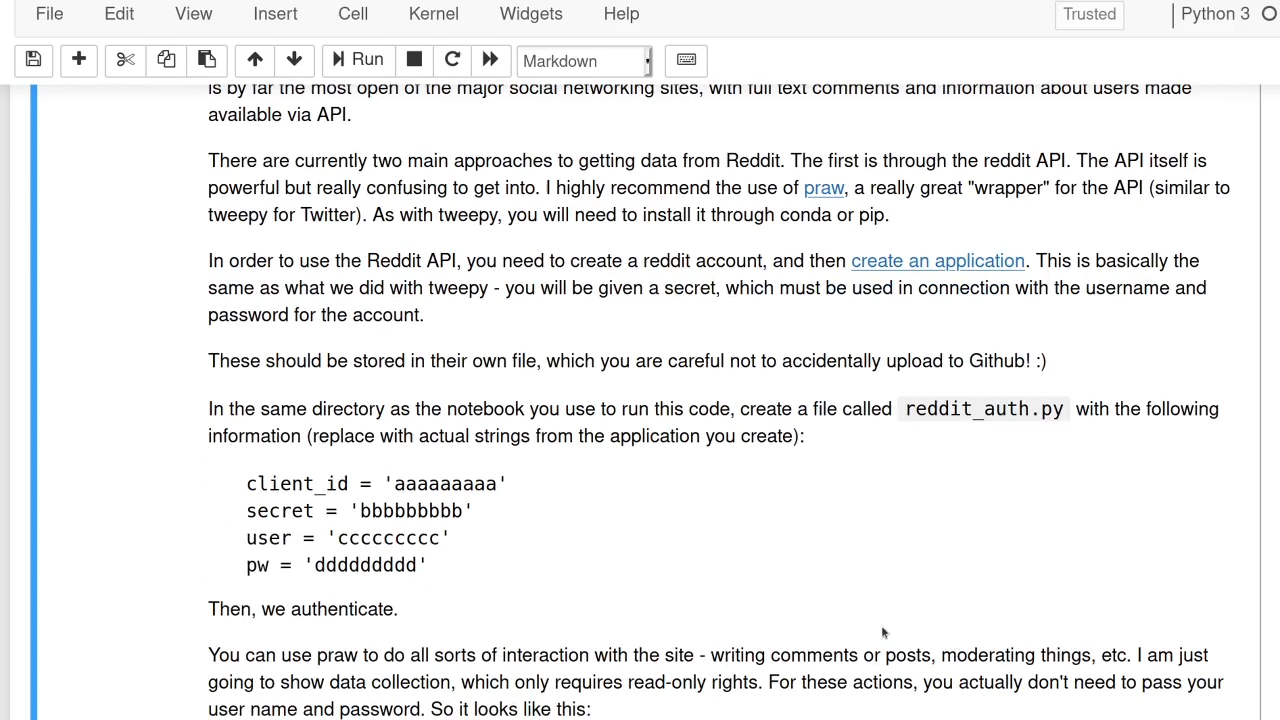 File Edit View Insert Cell Kernel Widgets Help Trusted Python 3
Run Markdown
is by far the most open of the major social networking sites, with full text comments and information about users made
available via API.
There are currently two main approaches to getting data from Reddit. The first is through the reddit API. The API itself is
powerful but really confusing to get into. I highly recommend the use of praw, a really great "wrapper" for the API (similar to
tweepy for Twitter). As with tweepy, you will need to install it through conda or pip.
In order to use the Reddit API, you need to create a reddit account, and then create an application. This is basically the
same as what we did with tweepy - you will be given a secret, which must be used in connection with the username and
password for the account.
These should be stored in their own file, which you are careful not to accidentally upload to Github! :)
In the same directory as the notebook you use to run this code, create a file called reddit_auth.py with the following
information (replace with actual strings from the application you create):
client_id = 'aaaaaaaaa'
secret = 'bbbbbbbbb'
user = 'ccccccccc'
pw = 'ddddddddd'
Then, we authenticate.
You can use praw to do all sorts of interaction with the site - writing comments or posts, moderating things, etc. I am just
going to show data collection, which only requires read-only rights. For these actions, you actually don't need to pass your
user name and password. So it looks like this: